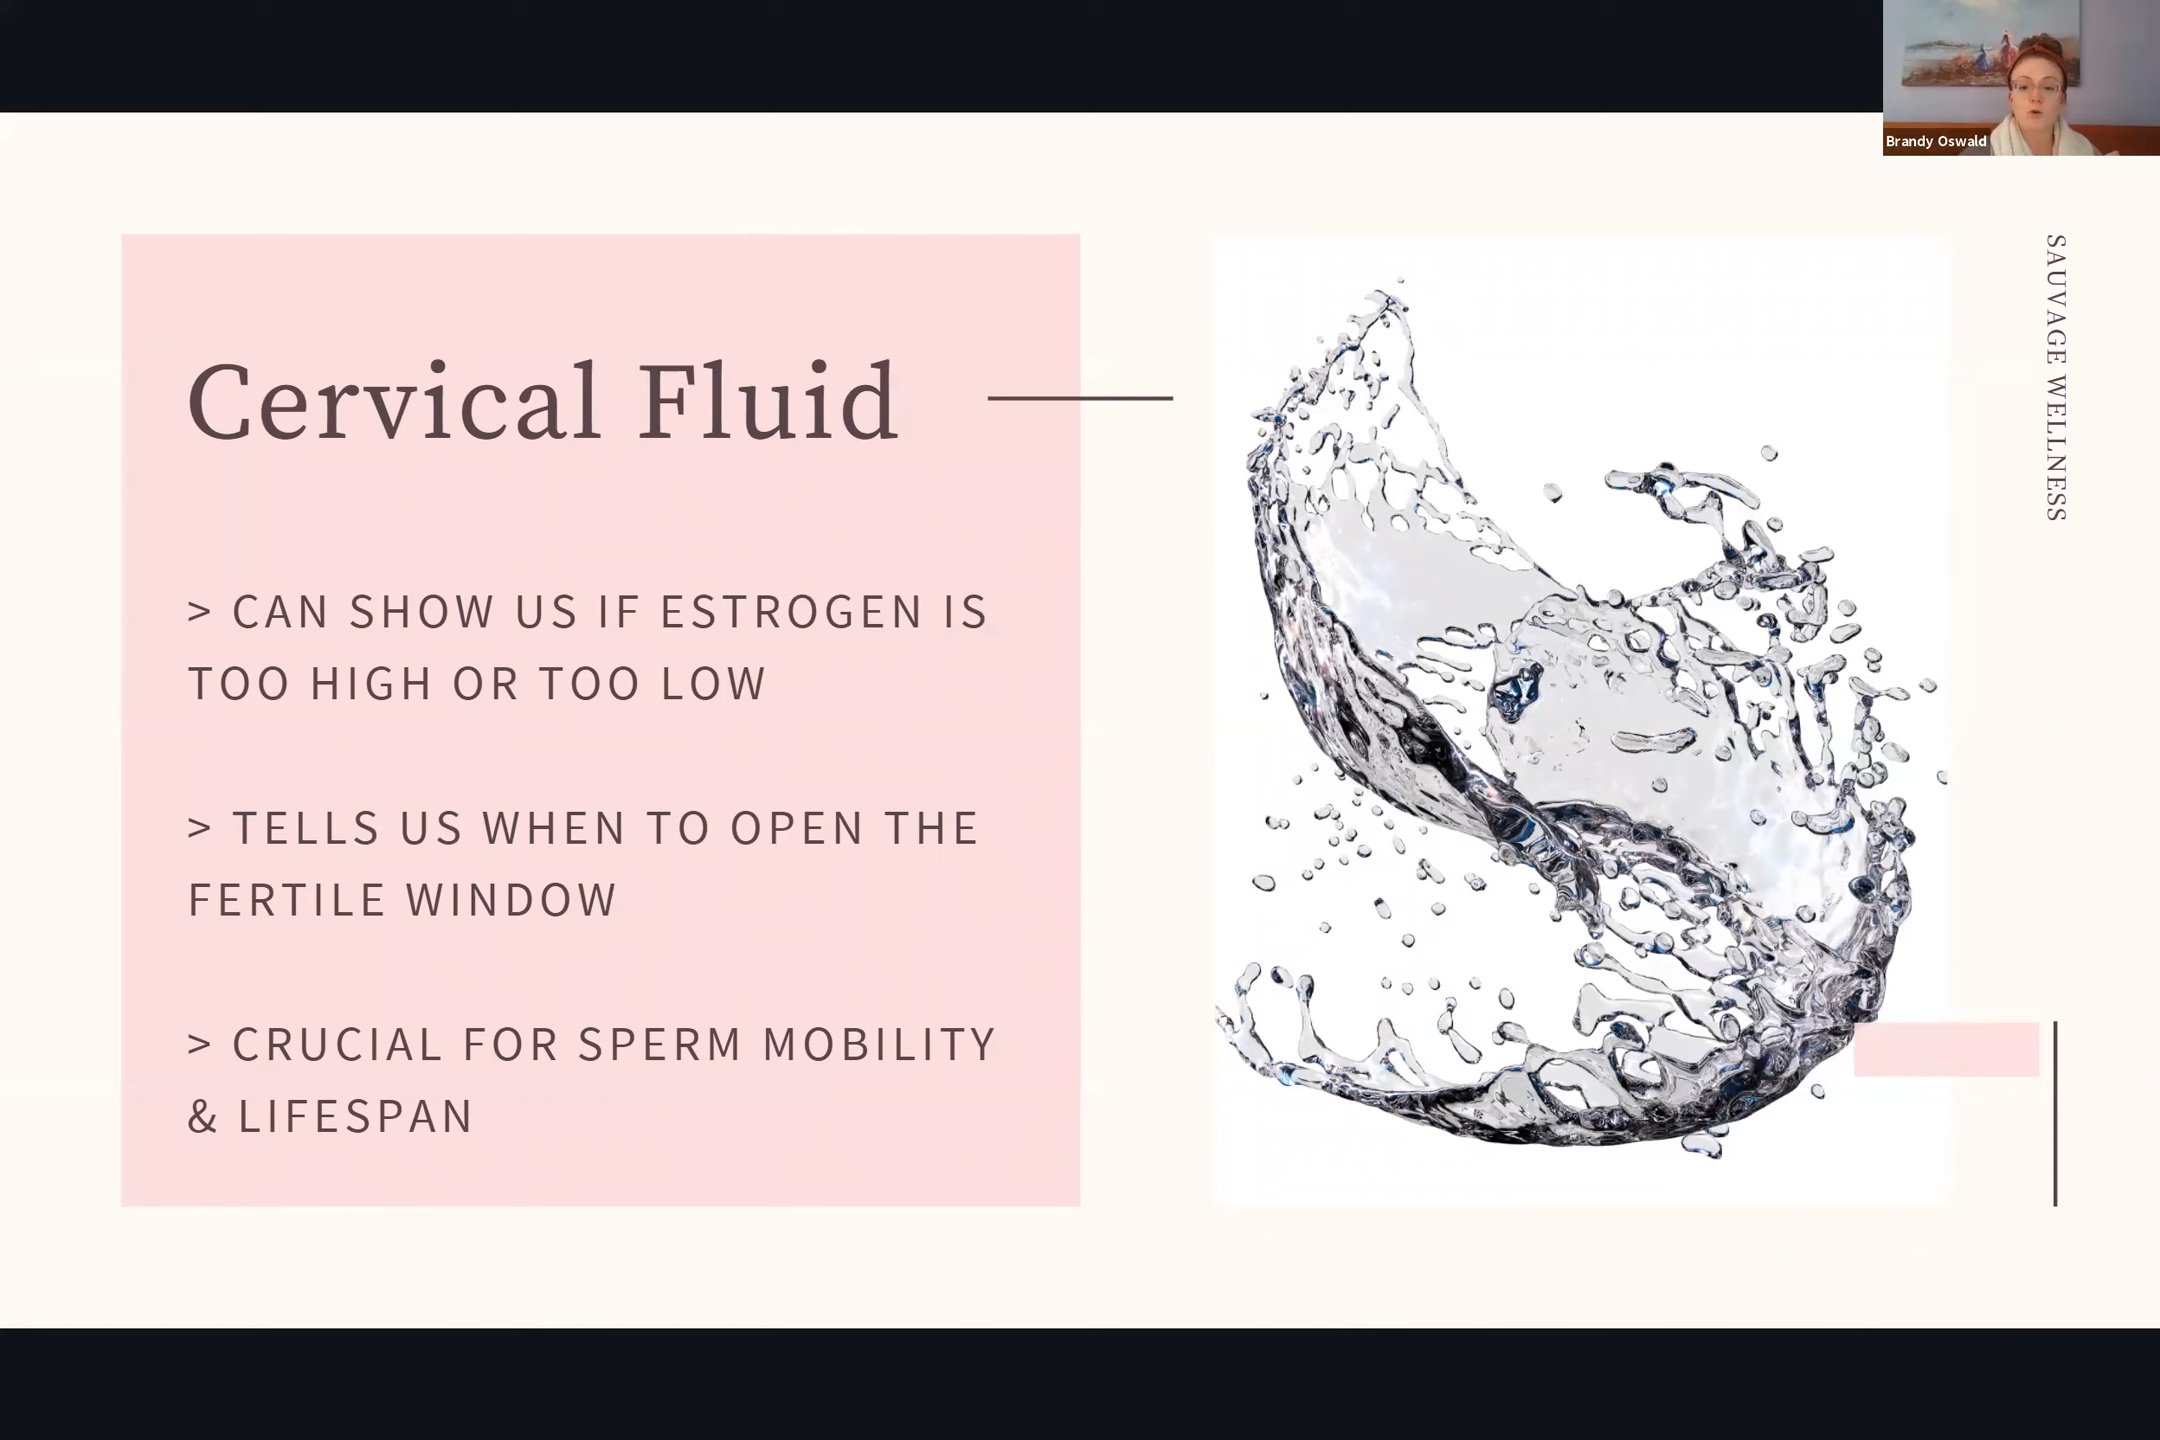 Brandy Oswald
SAUVAGE WELLNESS
Cervical Fluid
> CAN SHOW US IF ESTROGEN IS
TOO HIGH OR TOO LOW
> TELLS US WHEN TO OPEN THE
FERTILE WINDOW
> CRUCIAL FOR SPERM MOBILITY
& LIFESPAN